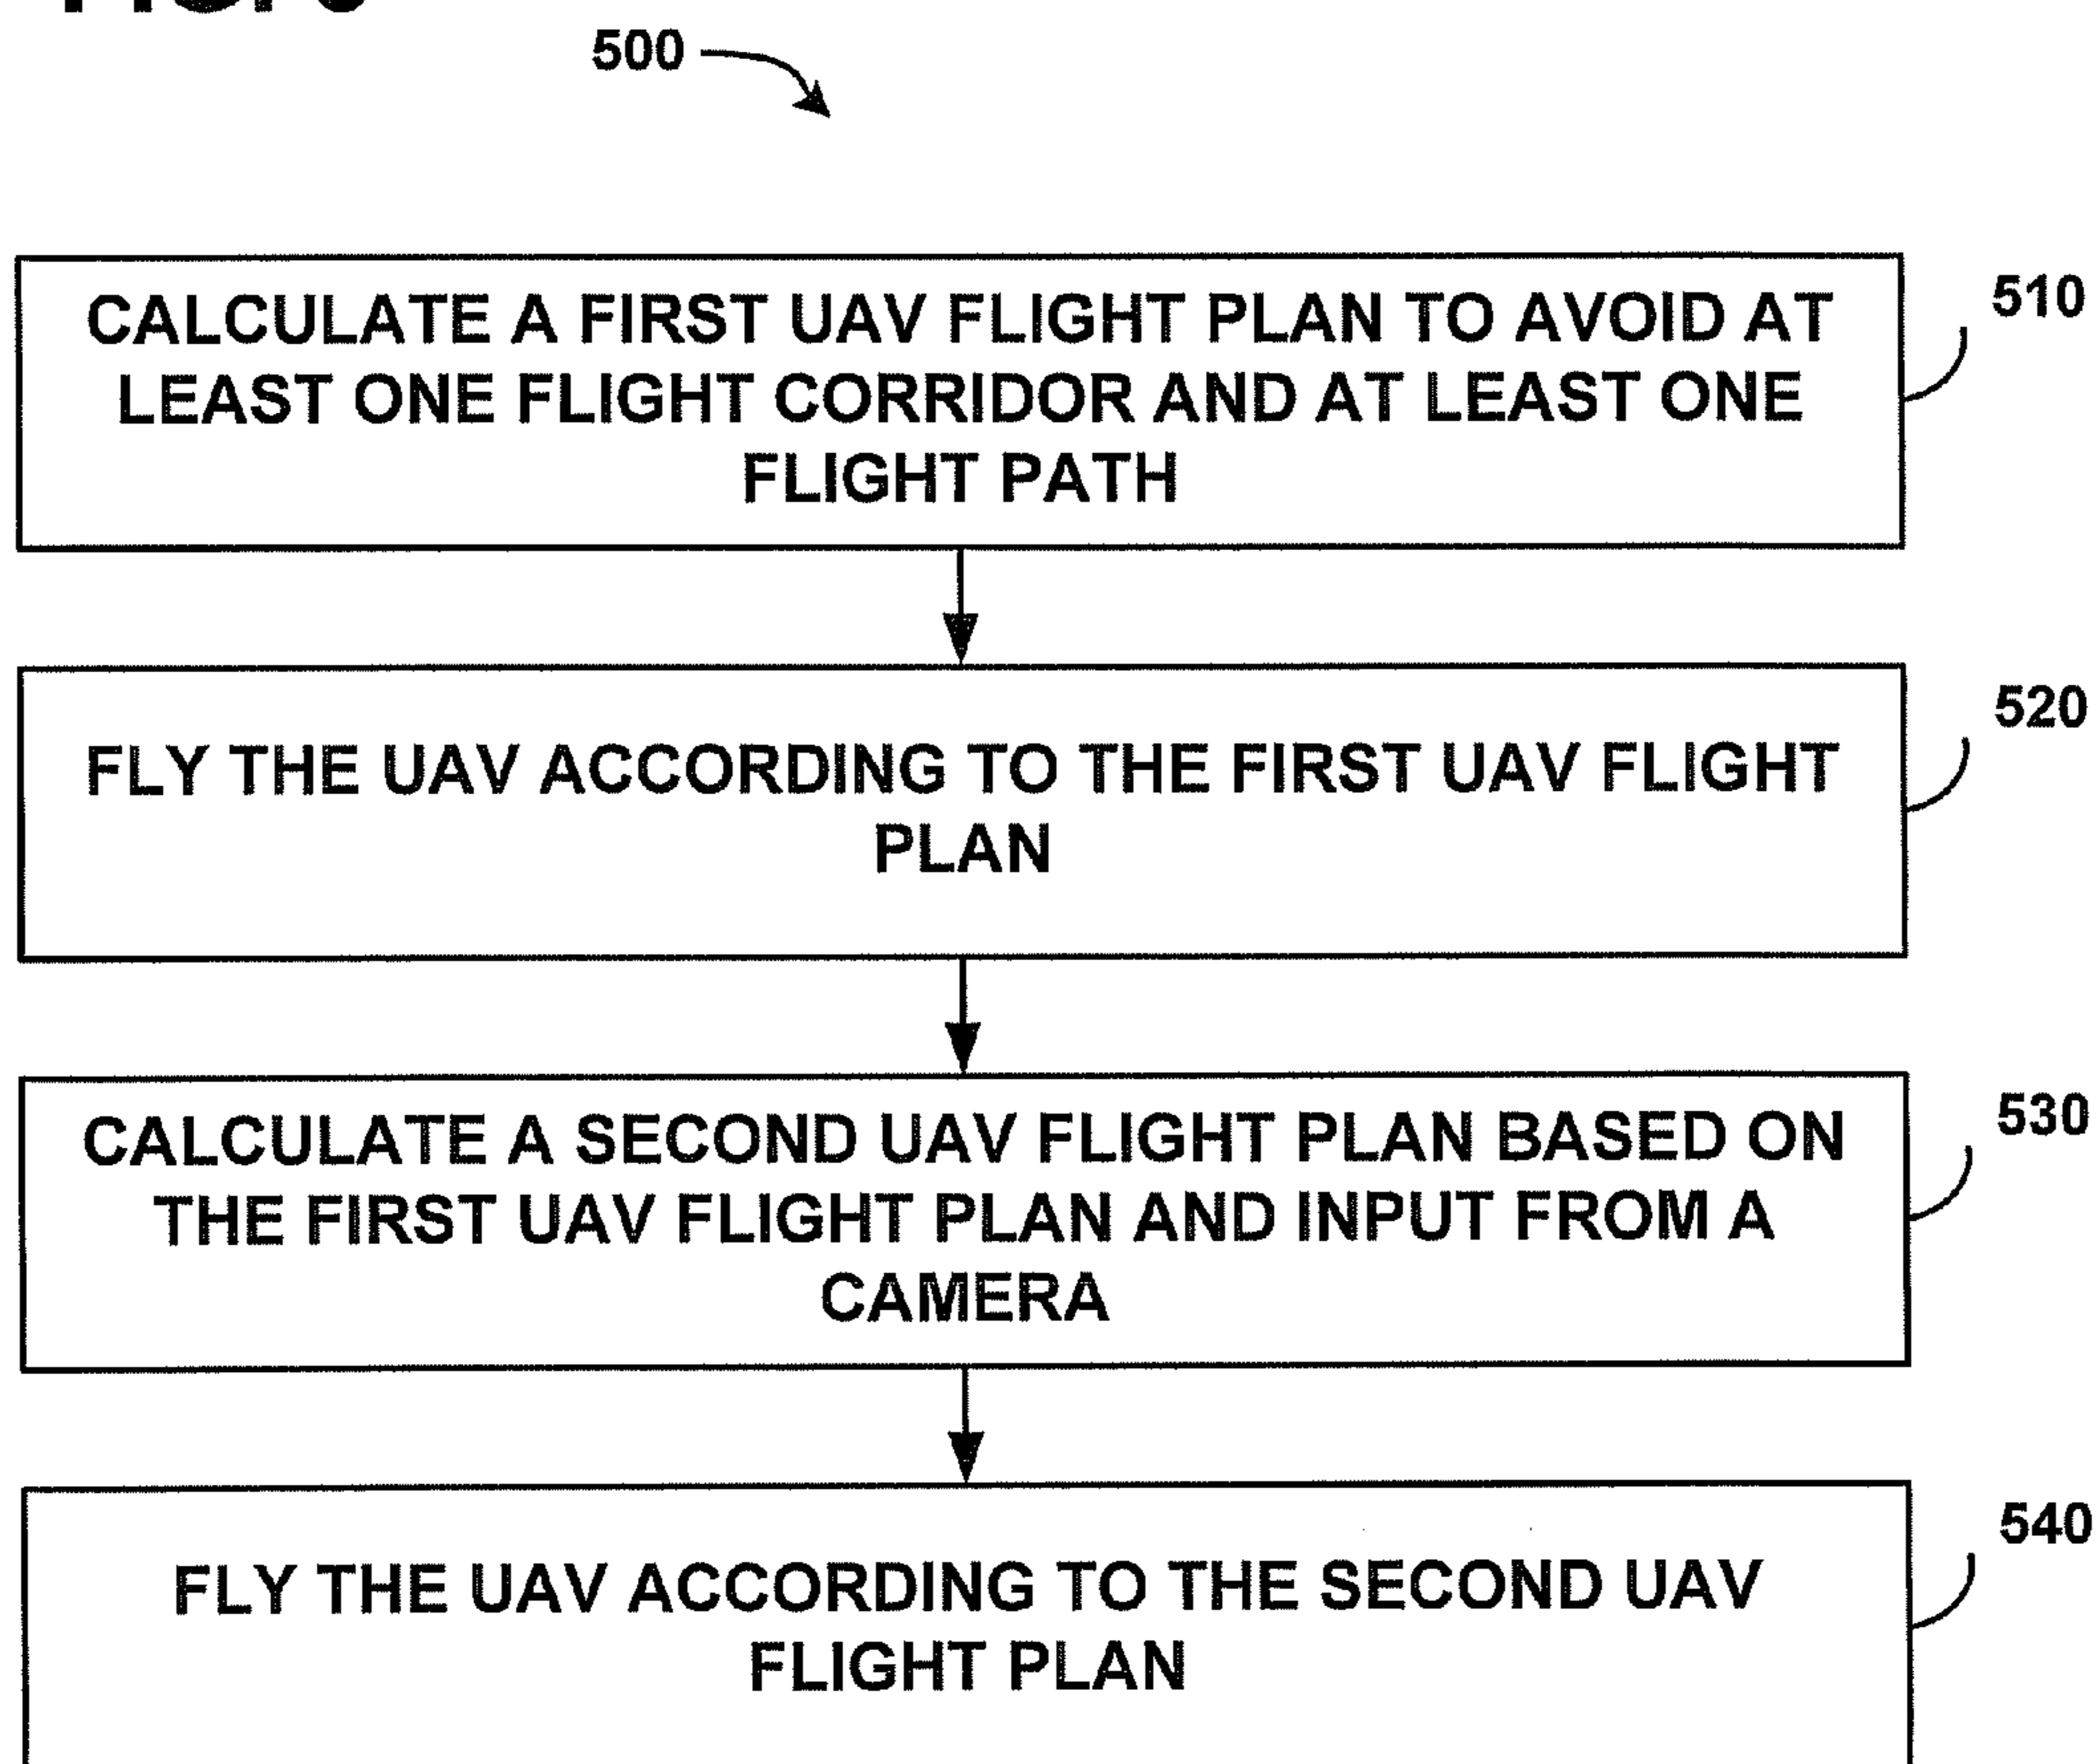 500
CALCULATE A FIRST UAV FLIGHT PLAN TO AVOID AT
LEAST ONE FLIGHT CORRIDOR AND AT LEAST ONE
FLIGHT PATH
510
FLY THE UAV ACCORDING TO THE FIRST UAV FLIGHT
PLAN
520
CALCULATE A SECOND UAV FLIGHT PLAN BASED ON
THE FIRST UAV FLIGHT PLAN AND INPUT FROM A
CAMERA
530
FLY THE UAV ACCORDING TO THE SECOND UAV
FLIGHT PLAN
540